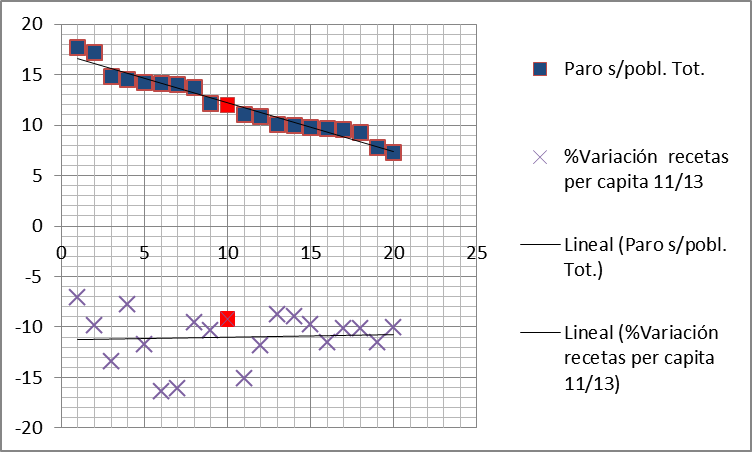 20
15
10
5
0
-5
-10
-15
-20
0 5 10 15 20 25
Paro s/pobl. Tot.
%Variación recetas
per capita 11/13
Lineal (Paro s/pobl.
Tot.)
Lineal (%Variación
recetas per capita
11/13)